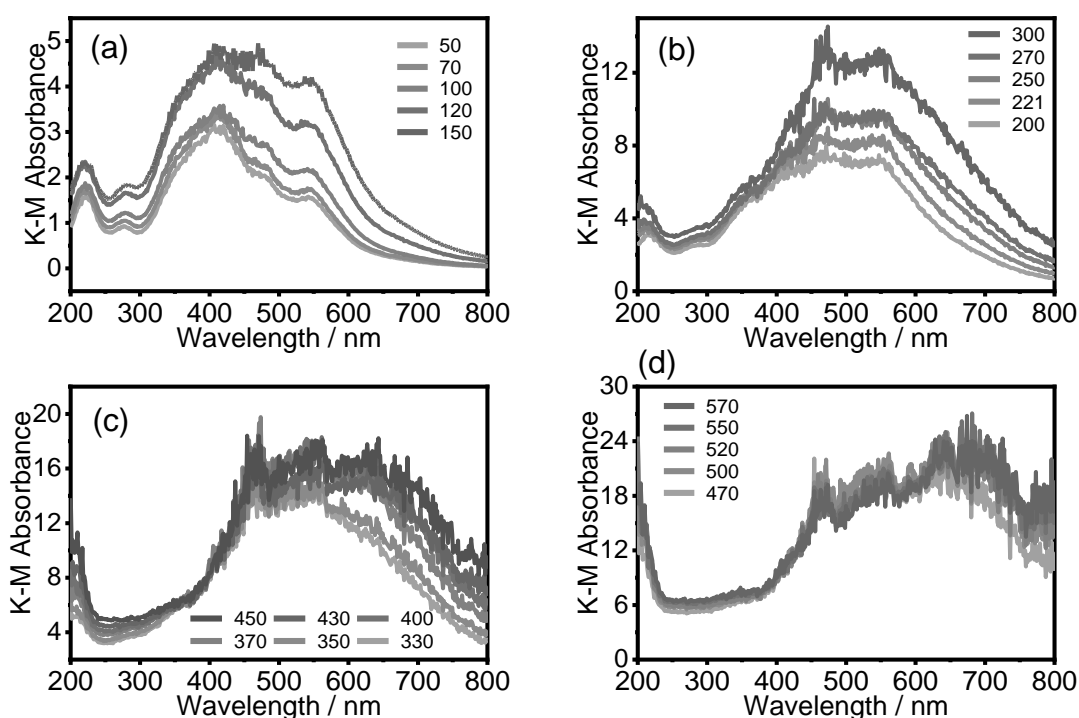 (a)
50
70
100
120
150
5
4
3
2
1
0
K-M Absorbance
200 300 400 500 600 700 800
Wavelength / nm
(b)
300
270
250
221
200
12
8
4
0
K-M Absorbance
200 300 400 500 600 700 800
Wavelength / nm
(c)
20
16
12
8
4
K-M Absorbance
450 430 400
370 350 330
200 300 400 500 600 700 800
Wavelength / nm
(d)
570
550
520
500
470
30
24
18
12
6
0
K-M Absorbance
200 300 400 500 600 700 800
Wavelength / nm